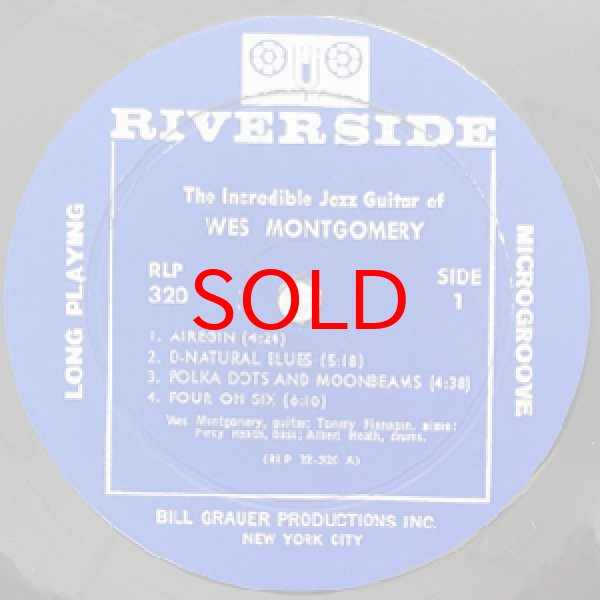 RIVERSIDE
The Incredible Jazz Guitar of
WES MONTGOMERY
LONG PLAYING
MICROGROOVE
RLP
320
SIDE
1
SOLD
1. AIREGIN (4:24)
2. D-NATURAL BLUES (5:18)
3. POLKA DOTS AND MOONBEAMS (4:38)
4. FOUR ON SIX (6:10)
Wes Montgomery, guitar; Tommy Flanagan, piano;
Percy Heath, bass; Albert Heath, drums.
(RLP 12-320 A)
BILL GRAUER PRODUCTIONS INC.
NEW YORK CITY